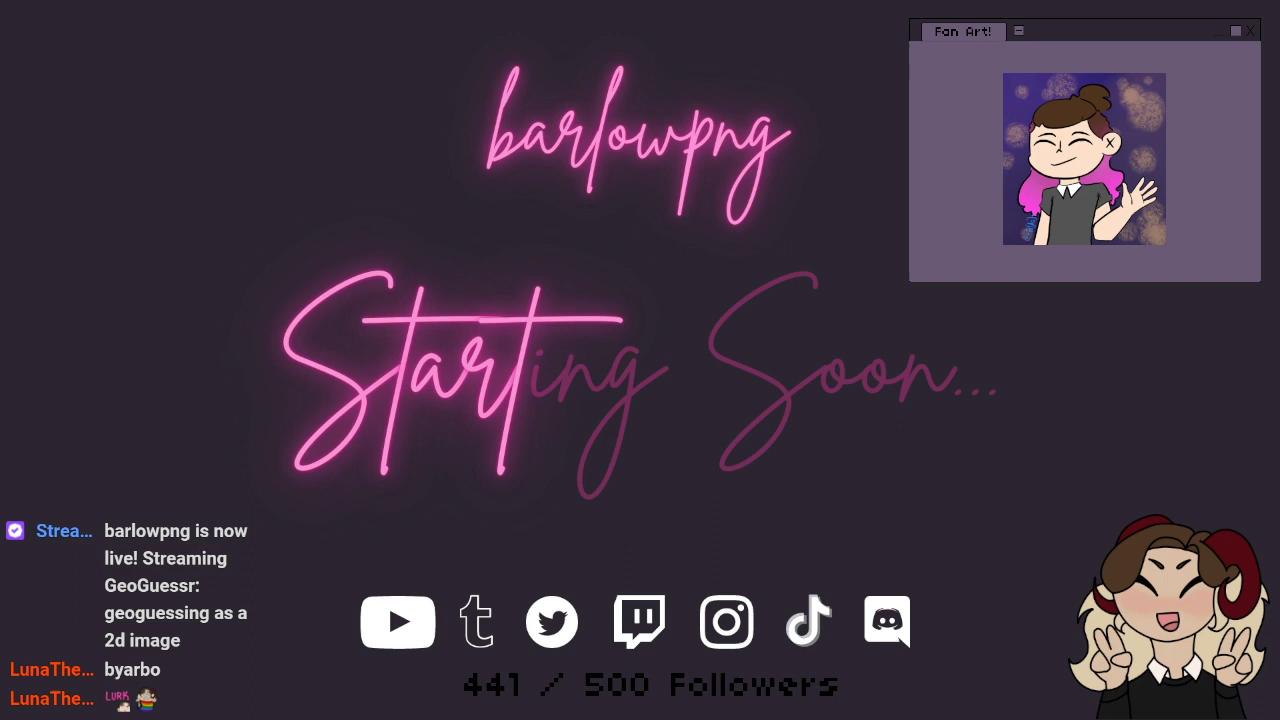 Fan Art!
barlowpng
Starting Soon...
Strea... barlowpng is now
live! Streaming
GeoGuessr:
geoguessing as a
2d image
LunaThe... byarbo
LunaThe... LURK
441 / 500 Followers